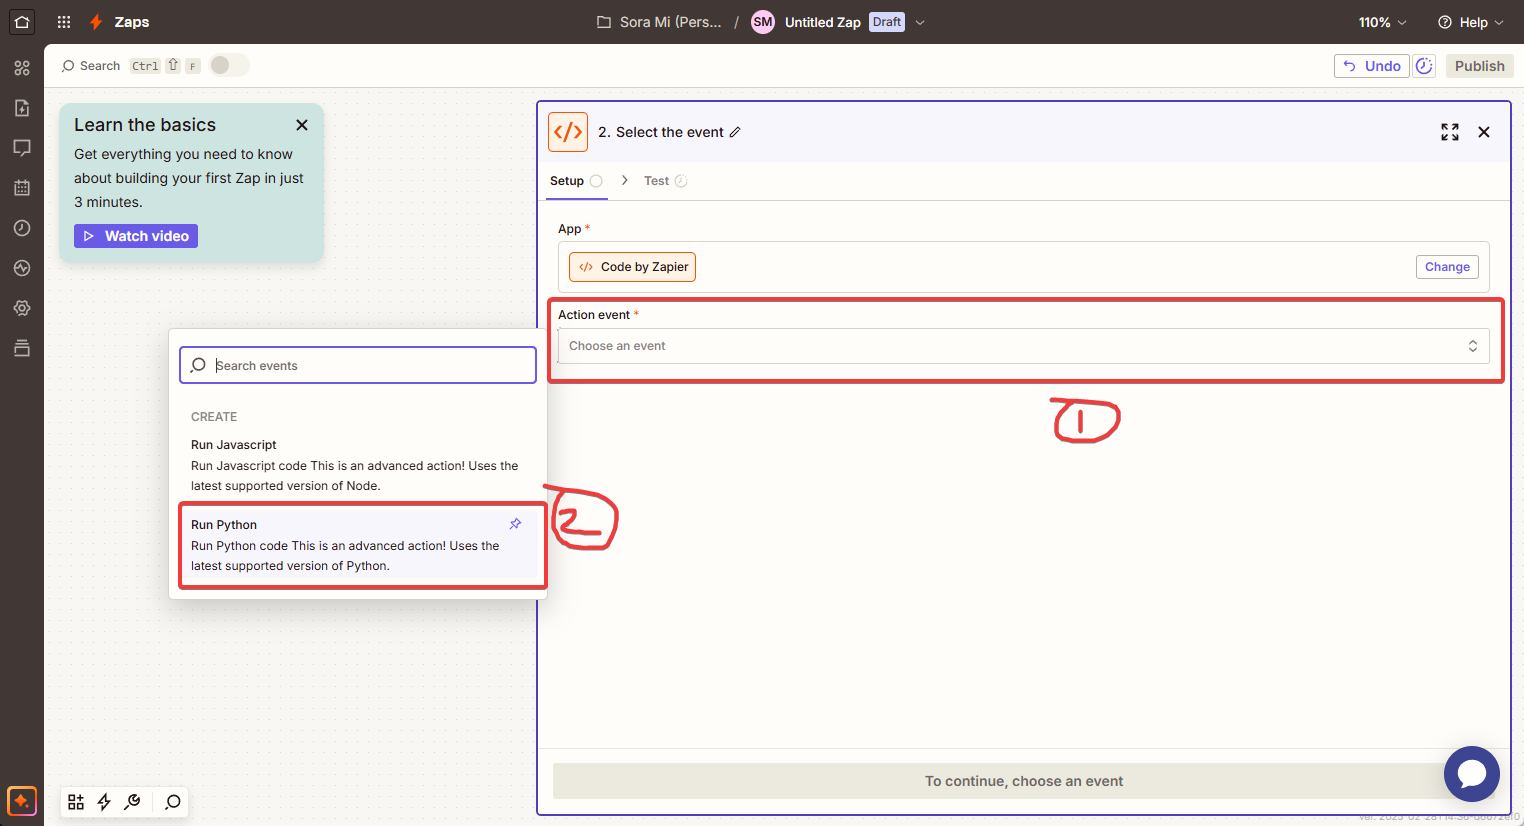 Zaps
Sora Mi (Pers... / SM Untitled Zap Draft
110%
Help
Search Ctrl ⇧ F
Undo
Publish
Learn the basics
Get everything you need to know
about building your first Zap in just
3 minutes.
Watch video
2. Select the event
Setup
Test
App *
Code by Zapier
Change
Action event *
Choose an event
1
Search events
CREATE
Run Javascript
Run Javascript code This is an advanced action! Uses the
latest supported version of Node.
Run Python
Run Python code This is an advanced action! Uses the
latest supported version of Python.
2
To continue, choose an event